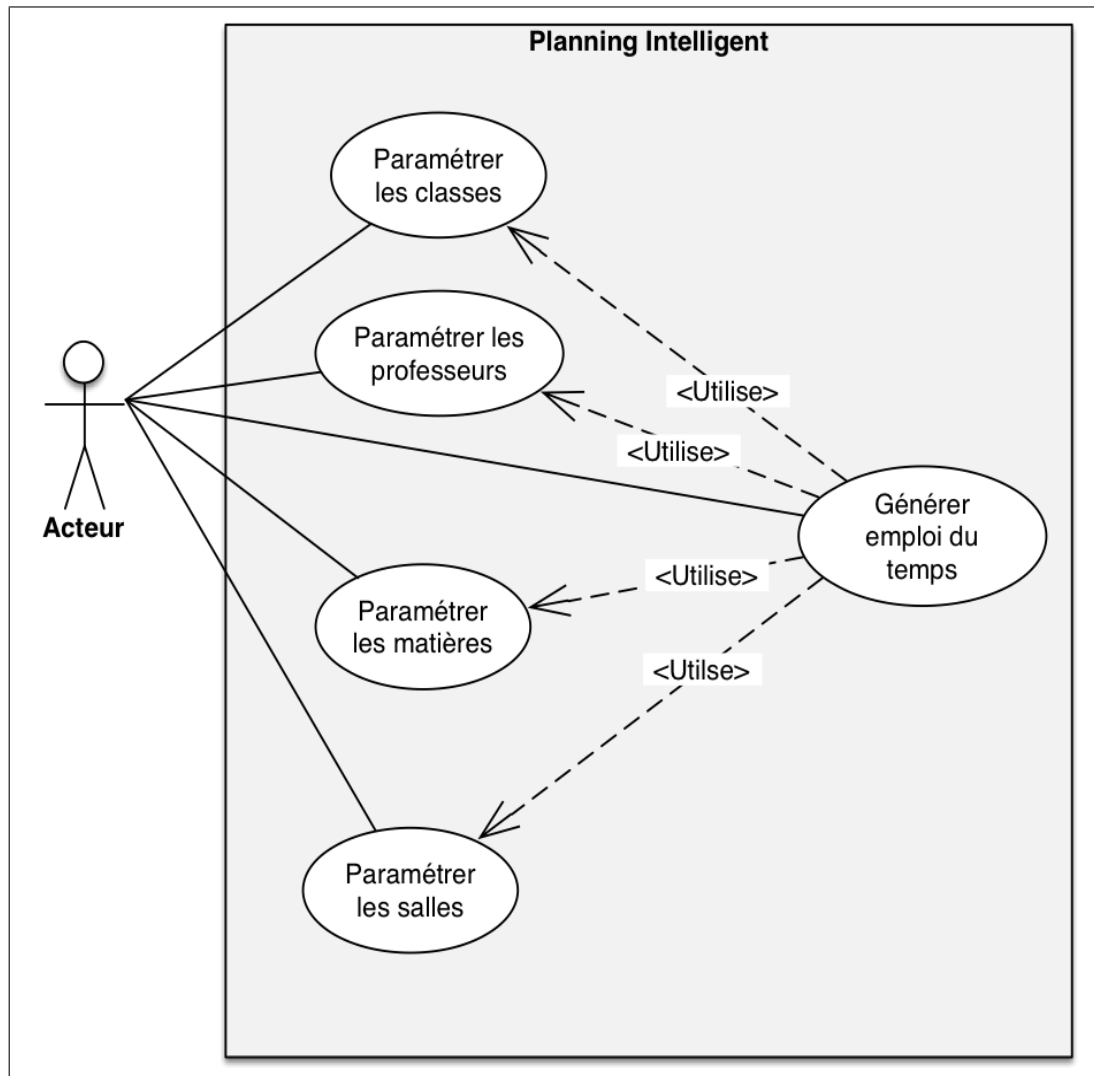 Planning Intelligent
Paramétrer
les classes
Paramétrer les
professeurs
<Utilise>
<Utilise>
Générer
emploi du
temps
Acteur
<Utilise>
Paramétrer
les matières
<Utilse>
Paramétrer
les salles